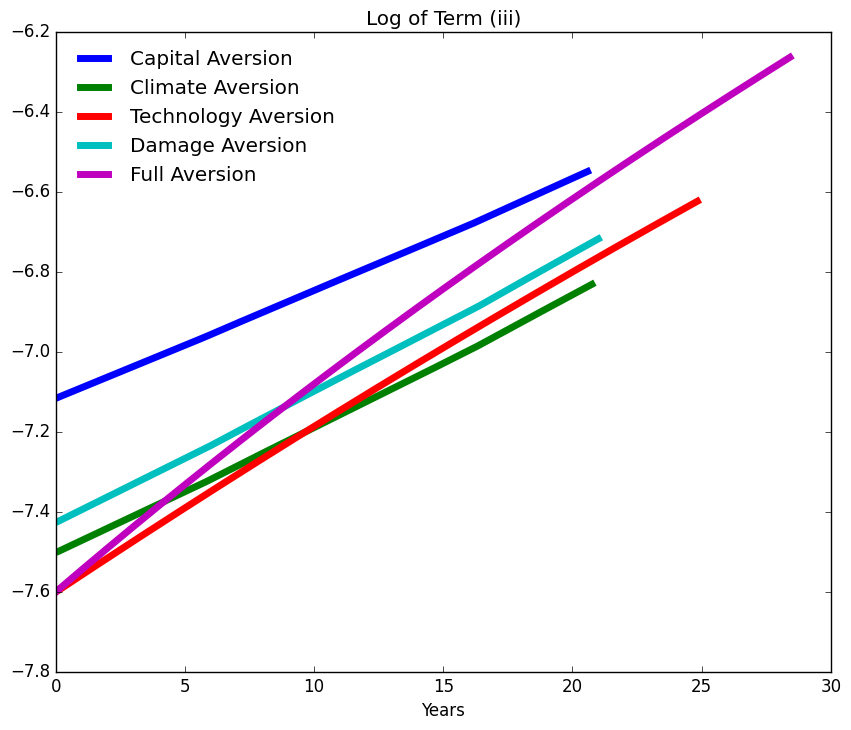 Log of Term (iii)
−6.2
−6.4
−6.6
−6.8
−7.0
−7.2
−7.4
−7.6
−7.8
Capital Aversion
Climate Aversion
Technology Aversion
Damage Aversion
Full Aversion
0 5 10 15 20 25 30
Years